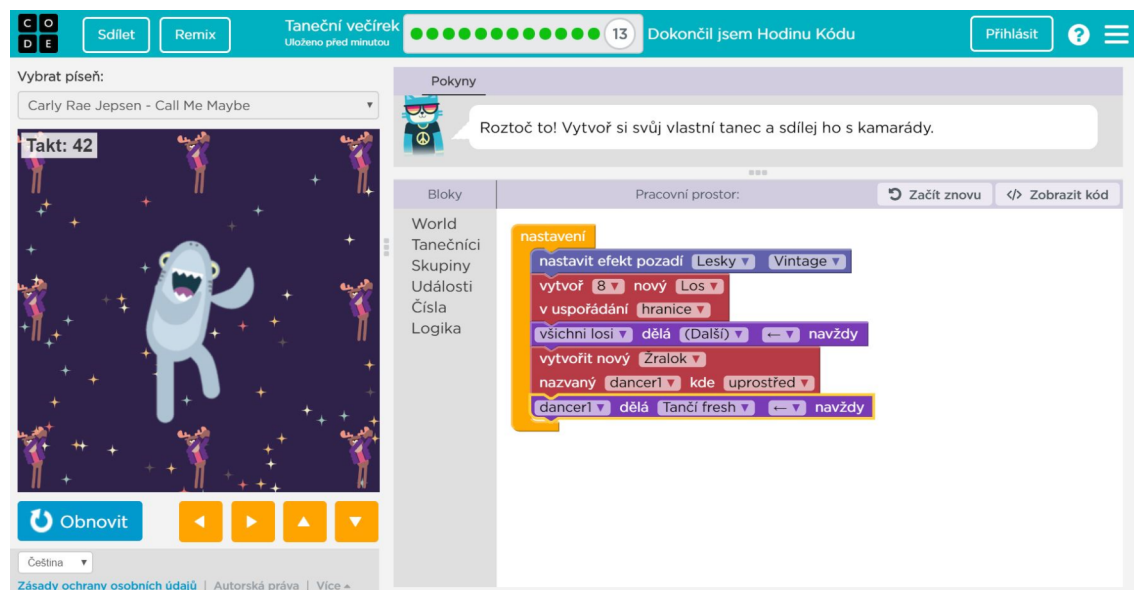 C O
D E
Sdílet
Remix
Taneční večírek
Uloženo před minutou
13
Dokončil jsem Hodinu Kódu
Přihlásit
?
Vybrat píseň:
Carly Rae Jepsen - Call Me Maybe
Takt: 42
Obnovit
Čeština
Zásady ochrany osobních údajů | Autorská práva | Více
Pokyny
Roztoč to! Vytvoř si svůj vlastní tanec a sdílej ho s kamarády.
Bloky
Pracovní prostor:
Začít znovu
</> Zobrazit kód
World
Tanečníci
Skupiny
Události
Čísla
Logika
nastavení
nastavit efekt pozadí Lesky Vintage
vytvoř 8 nový Los
v uspořádání hranice
všichni losi dělá (Další) ← navždy
vytvořit nový Žralok
nazvaný dancer1 kde uprostřed
dancer1 dělá Tančí fresh ← navždy